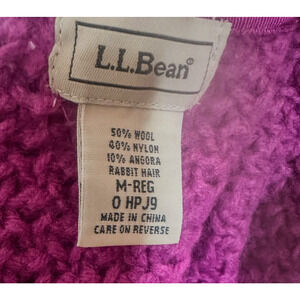 L.L.Bean®
50% WOOL
40% NYLON
10% ANGORA
RABBIT HAIR
M-REG
0 HPJ9
MADE IN CHINA
CARE ON REVERSE